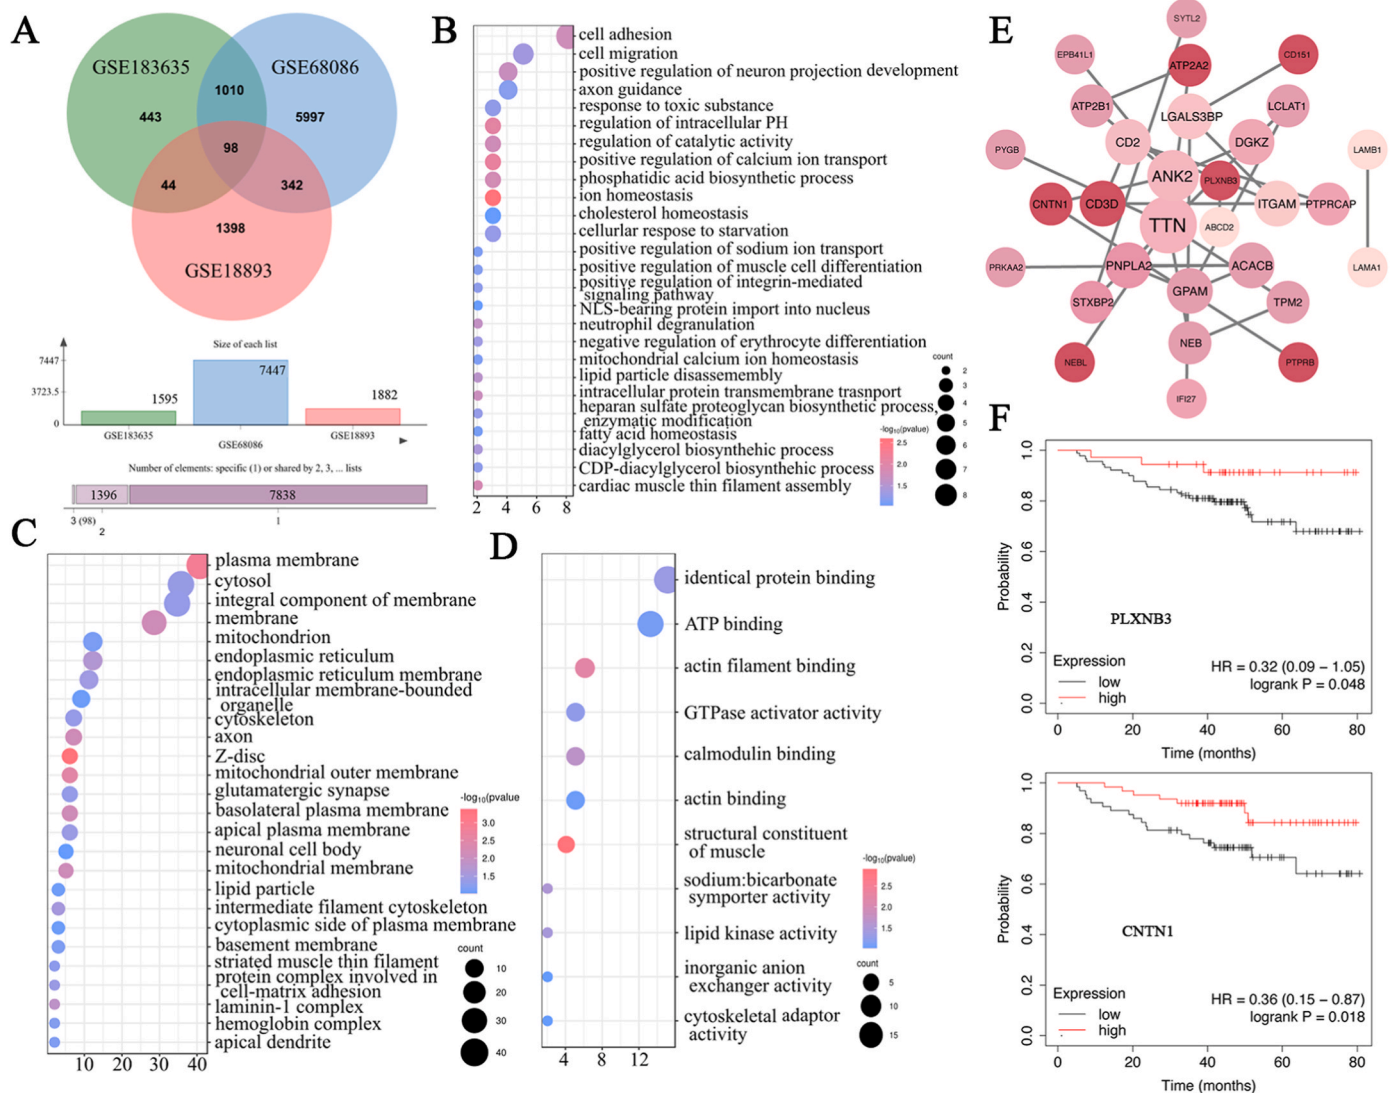 A
GSE183635
GSE68086
1010
443
5997
98
44
342
1398
GSE18893
Size of each list
7447
3723.5
0
1595
7447
1882
GSE183635
GSE68086
GSE18893
Number of elements: specific (1) or shared by 2, 3, ... lists
1396
7838
3 (98)
2
1
B
cell adhesion
cell migration
positive regulation of neuron projection development
axon guidance
response to toxic substance
regulation of intracellular PH
regulation of catalytic activity
positive regulation of calcium ion transport
phosphatidic acid biosynthetic process
ion homeostasis
cholesterol homeostasis
cellurlar respose to starvation
positive regulation of sodium ion transport
positive regulation of muscle cell differentiation
positive regulation of integrin-mediated
signaling pathway
NLS-bearing protein import into nucleus
neutrophil degranulation
negative regulation of erythrocyte differentiation
mitochondrial calcium ion homeostasis
lipid particle disassemembly
intracellular protein transmembrane trasnport
heparan sulfate proteoglycan biosynthetic process,
enzymatic modification
fatty acid homeostasis
diacylglycerol biosynthehic process
CDP-diacylglycerol biosynthehic process
cardiac muscle thin filament assembly
2 4 6 8
count
2
3
4
5
6
7
8
-log10(pvalue)
2.5
2.0
1.5
C
plasma membrane
cytosol
integral component of membrane
membrane
mitochondrion
endoplasmic reticulum
endoplasmic reticulum membrane
intracellular membrane-bounded
organelle
cytoskeleton
axon
Z-disc
mitochondrial outer membrane
glutamatergic synapse
basolateral plasma membrane
apical plasma membrane
neuronal cell body
mitochondrial membrane
lipid particle
intermediate filament cytoskeleton
cytoplasmic side of plasma membrane
basement membrane
striated muscle thin filament
protein complex involved in
cell-matrix adhesion
laminin-1 complex
hemoglobin complex
apical dendrite
10 20 30 40
-log10(pvalue
3.0
2.5
2.0
1.5
count
10
20
30
40
D
identical protein binding
ATP binding
actin filament binding
GTPase activator activity
calmodulin binding
actin binding
structural constituent
of muscle
sodium:bicarbonate
symporter activity
lipid kinase activity
inorganic anion
exchanger activity
cytoskeletal adaptor
activity
4 8 12
-log10(pvalue)
2.5
2.0
1.5
count
5
10
15
E
SYTL2
EPB41L1
ATP2A2
CD151
ATP2B1
LGALS3BP
LCLAT1
CD2
DGKZ
PYGB
ANK2
PLXNB3
LAMB1
CNTN1
CD3D
ITGAM
PTPRCAP
TTN
ABCD2
PRKAA2
PNPLA2
ACACB
LAMA1
STXBP2
GPAM
TPM2
NEB
NEBL
PTPRB
IFI27
F
1.0
0.8
0.6
0.4
0.2
0.0
Probability
PLXNB3
Expression
low
high
HR = 0.32 (0.09 − 1.05)
logrank P = 0.048
0 20 40 60 80
Time (months)
1.0
0.8
0.6
0.4
0.2
0.0
Probability
CNTN1
Expression
low
high
HR = 0.36 (0.15 − 0.87)
logrank P = 0.018
0 20 40 60 80
Time (months)